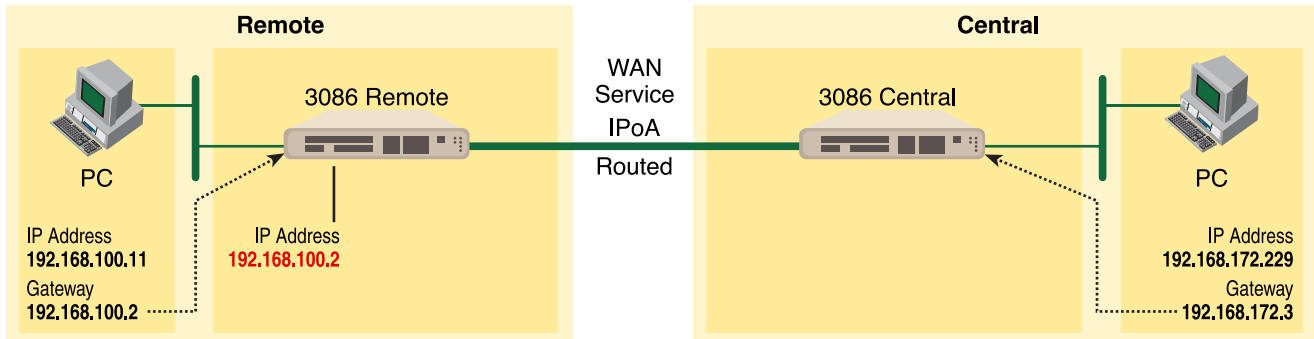 Remote
Central
3086 Remote
WAN
Service
IPoA
Routed
3086 Central
PC
PC
IP Address
192.168.100.11
Gateway
192.168.100.2
IP Address
192.168.100.2
IP Address
192.168.172.229
Gateway
192.168.172.3